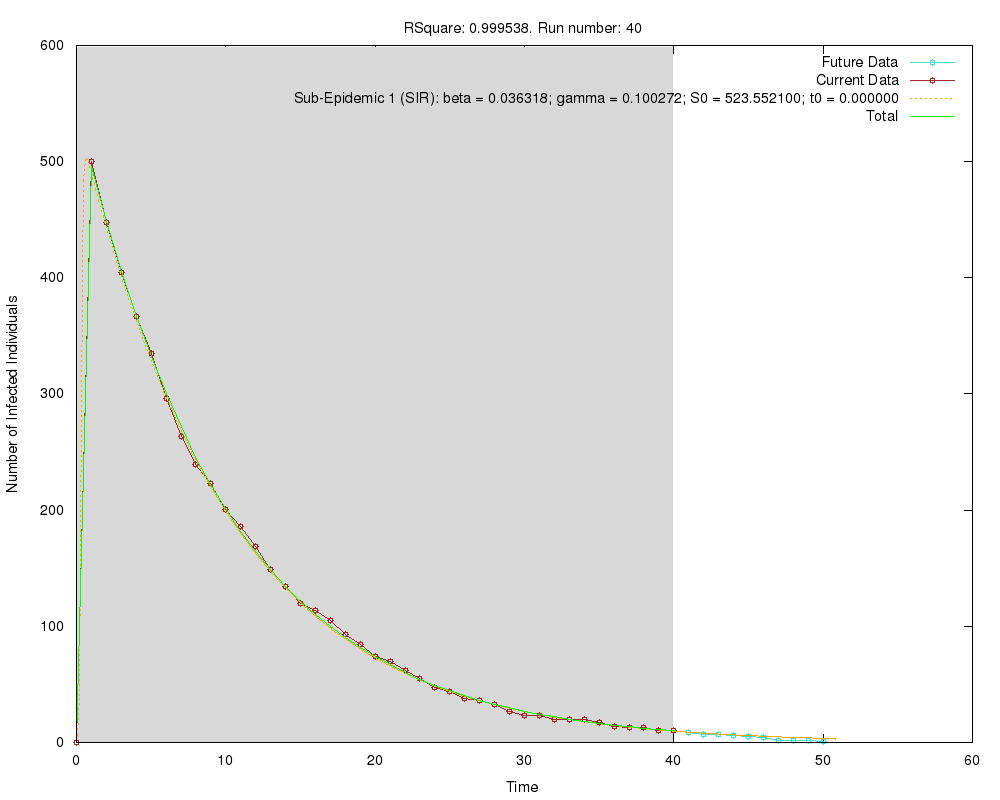 RSquare: 0.999538. Run number: 40
600
500
400
300
200
100
0
Number of Infected Individuals
Future Data
Current Data
Sub-Epidemic 1 (SIR): beta = 0.036318; gamma = 0.100272; S0 = 523.552100; t0 = 0.000000
Total
0 10 20 30 40 50 60
Time